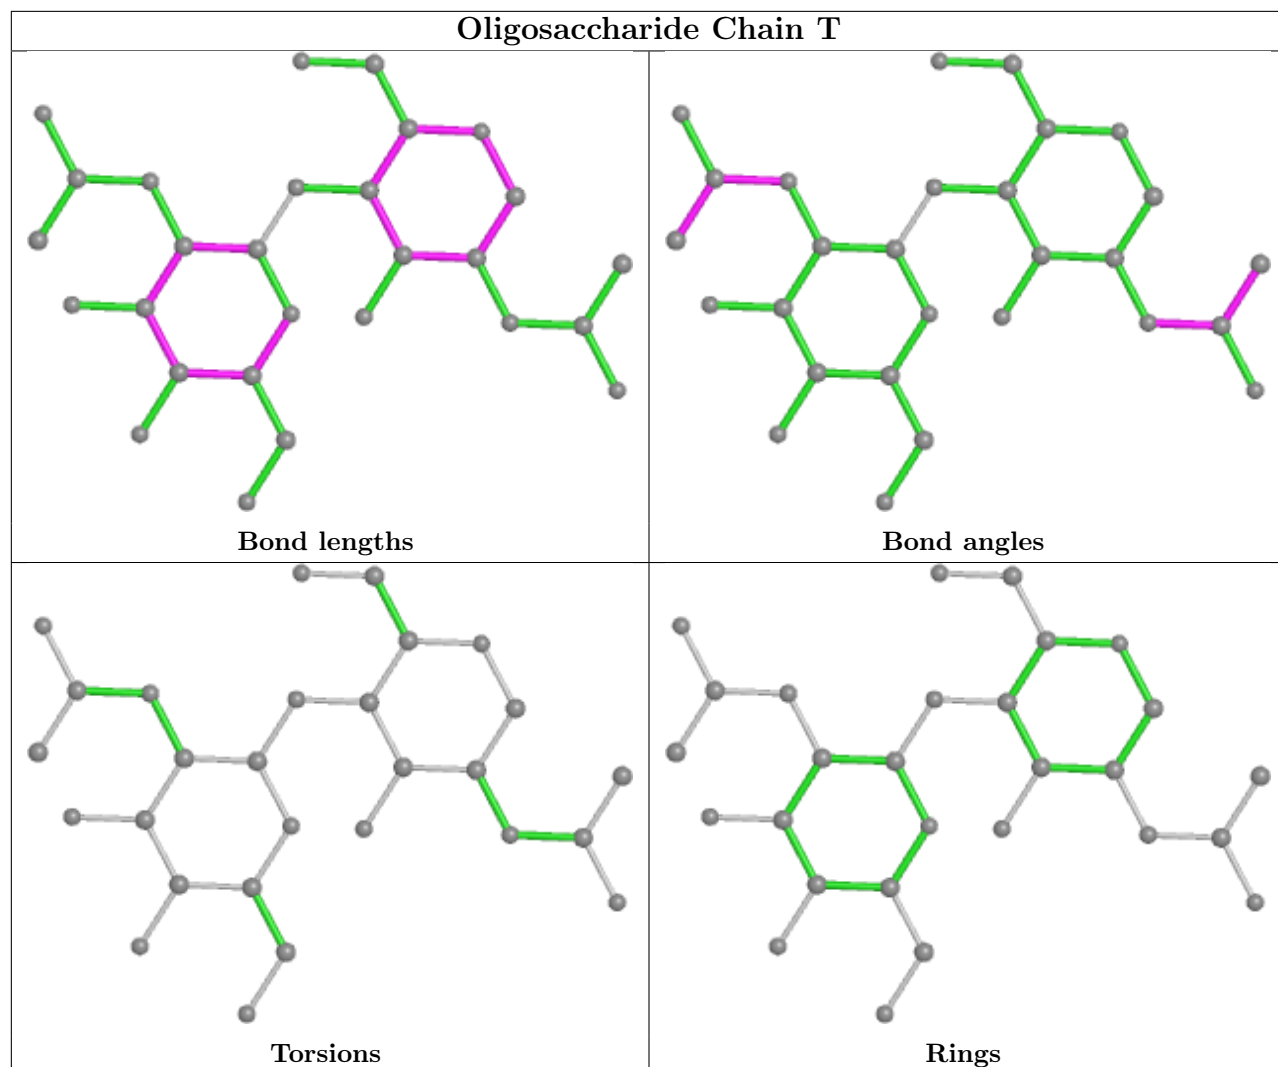 Oligosaccharide Chain T
Bond lengths
Bond angles
Torsions
Rings